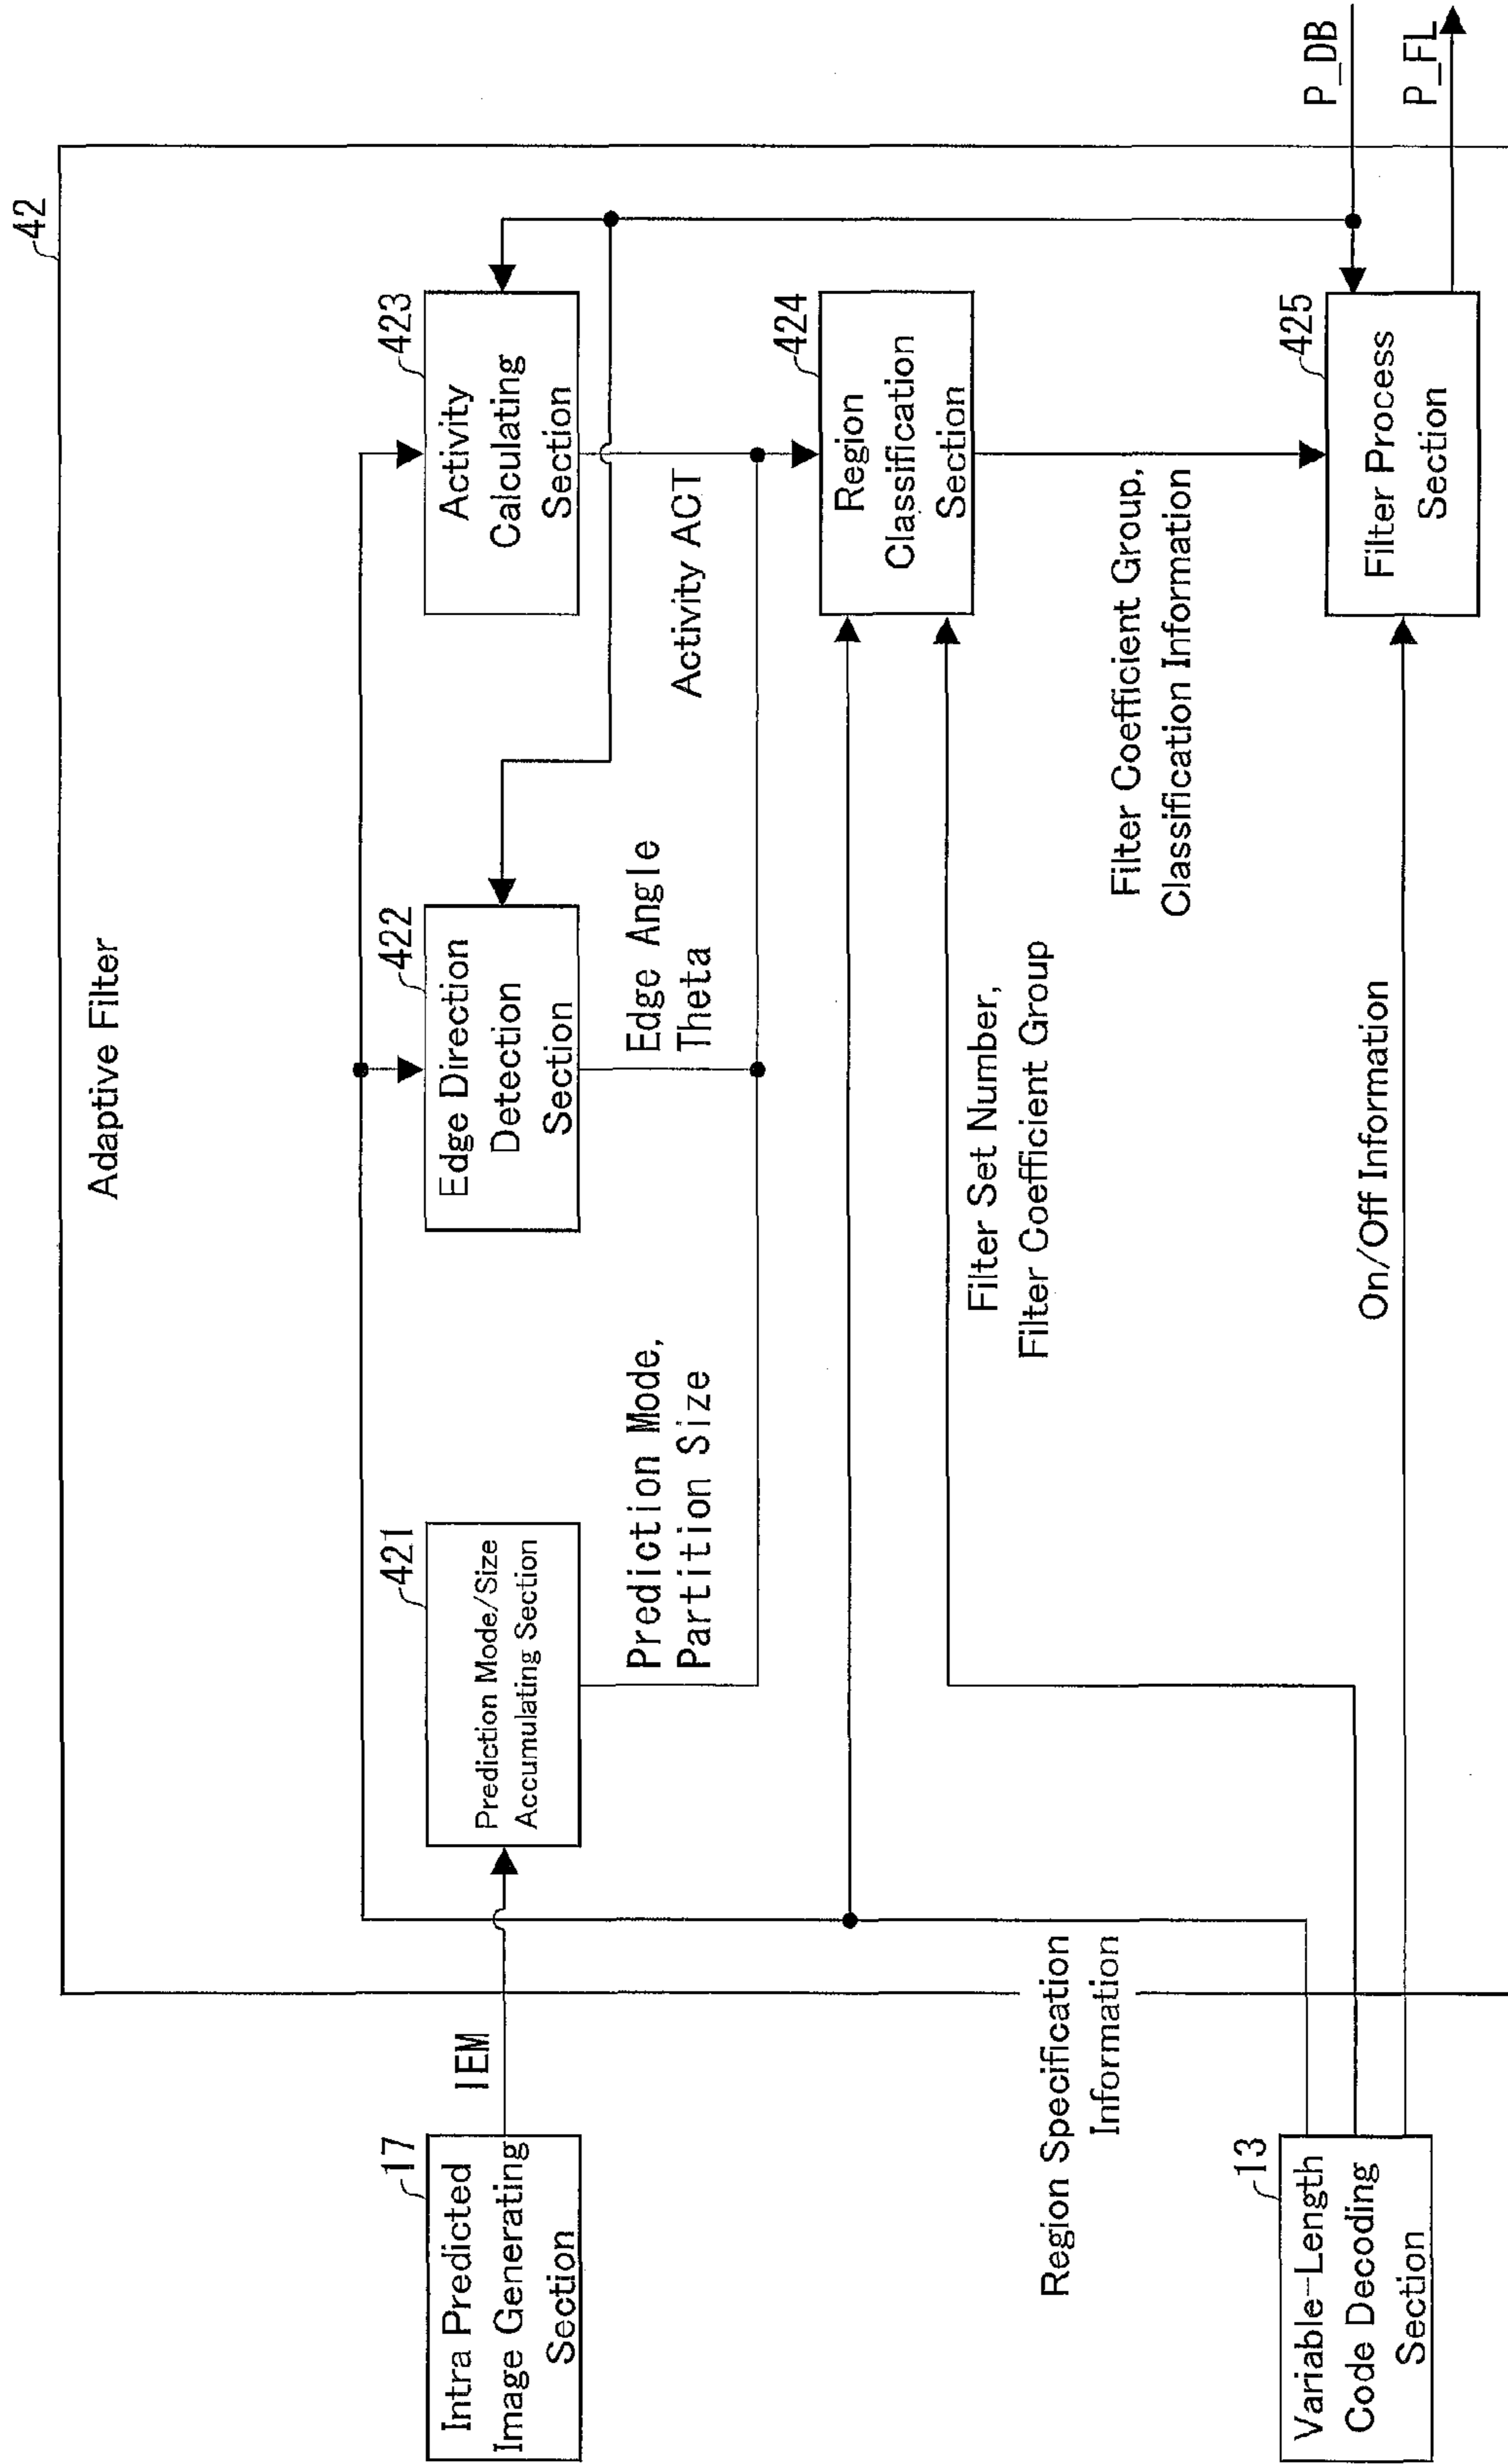 Adaptive Filter
42
17
Intra Predicted
Image Generating
Section
IEM
421
Prediction Mode/Size
Accumulating Section
422
Edge Direction
Detection
Section
423
Activity
Calculating
Section
Prediction Mode,
Partition Size
Edge Angle
Theta
Activity ACT
424
Region
Classification
Section
Region Specification
Information
Filter Set Number,
Filter Coefficient Group
Filter Coefficient Group,
Classification Information
13
Variable-Length
Code Decoding
Section
On/Off Information
425
Filter Process
Section
P_DB
P_FL